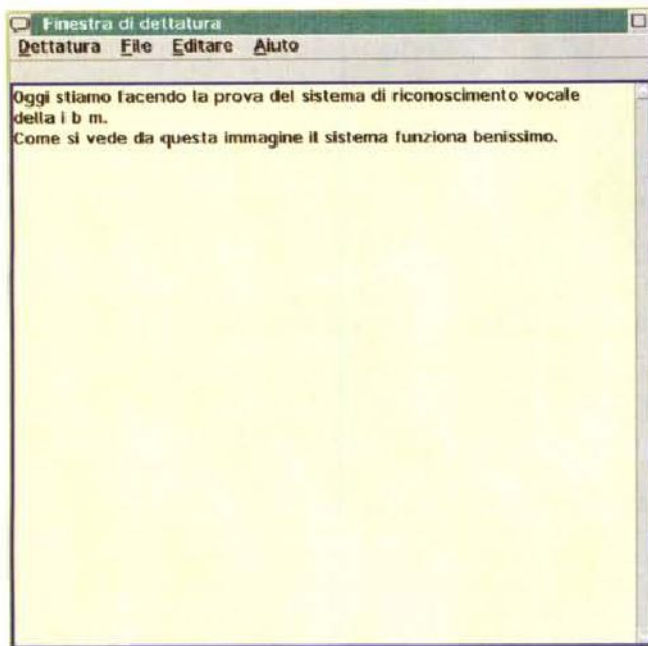 Finestra di dettatura
Dettatura File Editare Aiuto
Oggi stiamo facendo la prova del sistema di riconoscimento vocale
della i b m.
Come si vede da questa immagine il sistema funziona benissimo.